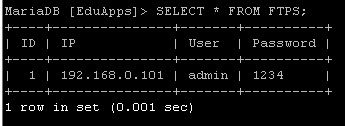 MariaDB [EduApps]> SELECT * FROM FTPS;
+----+---------------+-------+----------+
| ID | IP            | User  | Password |
+----+---------------+-------+----------+
|  1 | 192.168.0.101 | admin | 1234     |
+----+---------------+-------+----------+
1 row in set (0.001 sec)